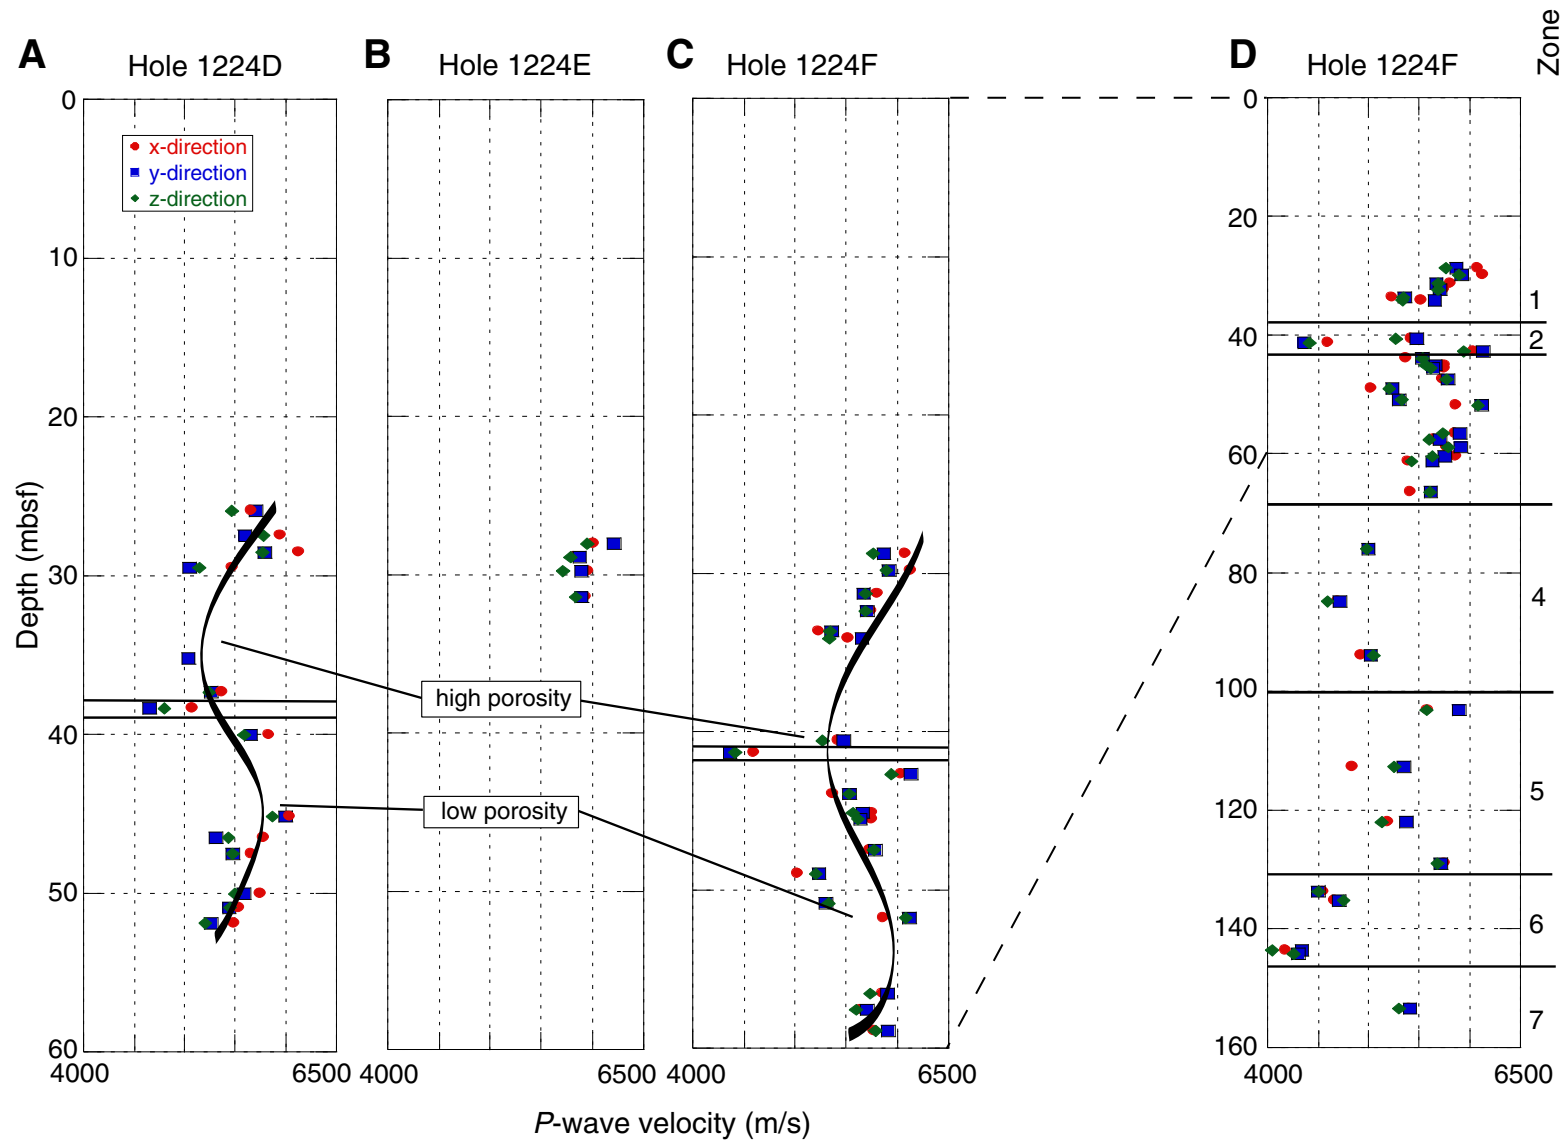 A
Hole 1224D
B
Hole 1224E
C
Hole 1224F
D
Hole 1224F
Zone
x-direction
y-direction
z-direction
Depth (mbsf)
0
10
20
30
40
50
60
4000
6500
4000
6500
4000
6500
high porosity
low porosity
0
20
40
60
80
100
120
140
160
4000
6500
1
2
4
5
6
7
P-wave velocity (m/s)